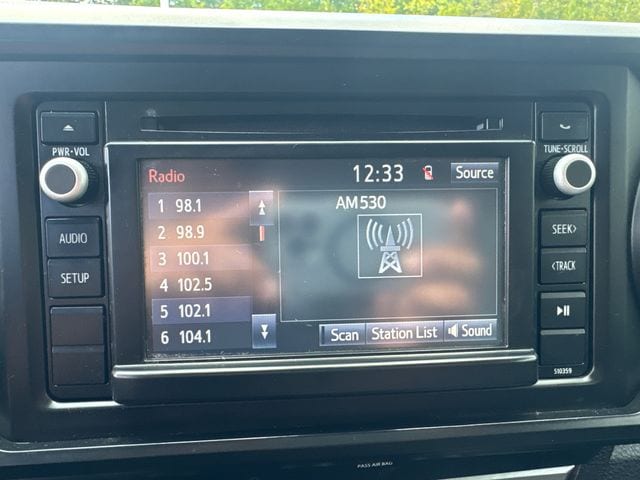 PWR•VOL
AUDIO
SETUP
Radio
12:33
Source
1 98.1
2 98.9
3 100.1
4 102.5
5 102.1
6 104.1
AM530
Scan
Station List
Sound
TUNE•SCROLL
SEEK>
<TRACK
510359
PASS AIR BAG